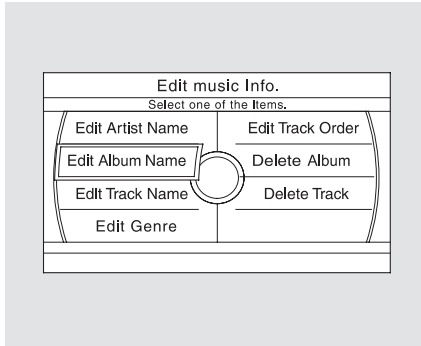 Edit music Info.
Select one of the Items.
Edit Artist Name
Edit Album Name
Edit Track Name
Edit Genre
Edit Track Order
Delete Album
Delete Track